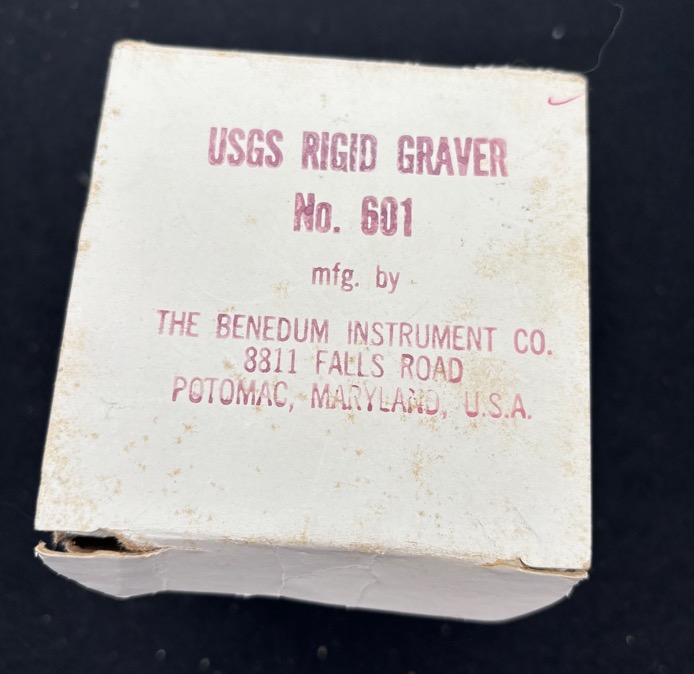 USGS RIGID GRAVER
No. 601
mfg. by
THE BENEDUM INSTRUMENT CO.
8811 FALLS ROAD
POTOMAC, MARYLAND, U.S.A.